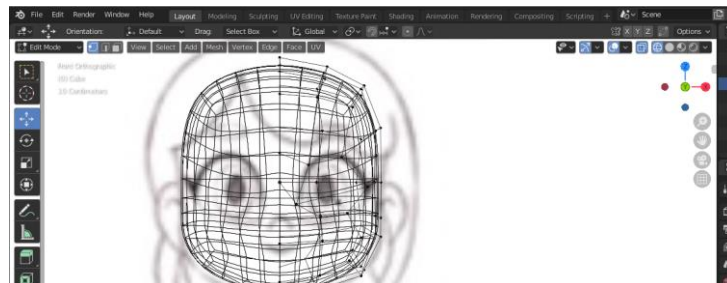 File Edit Render Window Help Layout Modeling Sculpting UV Editing Texture Paint Shading Animation Rendering Compositing Scripting + Scene
Orientation: Default Drag Select Box Global X Y Z Options
Edit Mode View Select Add Mesh Vertex Edge Face UV
Front Orthographic
(0) Cube
10 Centimeters
Z
Y
X